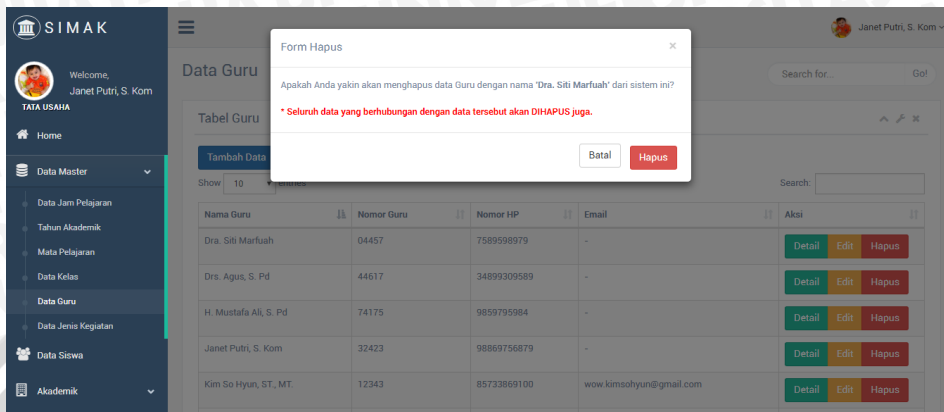 SIMAK
Janet Putri, S. Kom
Welcome,
Janet Putri, S. Kom
TATA USAHA
Home
Data Master
Data Jam Pelajaran
Tahun Akademik
Mata Pelajaran
Data Kelas
Data Guru
Data Jenis Kegiatan
Data Siswa
Akademik
Data Guru
Search for...
Go!
Form Hapus
×
Apakah Anda yakin akan menghapus data Guru dengan nama 'Dra. Siti Marfuah' dari sistem ini?
* Seluruh data yang berhubungan dengan data tersebut akan DIHAPUS juga.
Batal Hapus
Tabel Guru
Tambah Data
Show 10 entries
Search:
Nama Guru Nomor Guru Nomor HP Email Aksi
Dra. Siti Marfuah 04457 7589598979 - Detail Edit Hapus
Drs. Agus, S. Pd 44617 34899309589 - Detail Edit Hapus
H. Mustafa Ali, S. Pd 74175 9859795984 - Detail Edit Hapus
Janet Putri, S. Kom 32423 98869756879 - Detail Edit Hapus
Kim So Hyun, ST., MT. 12343 85733869100 wow.kimsohyun@gmail.com Detail Edit Hapus